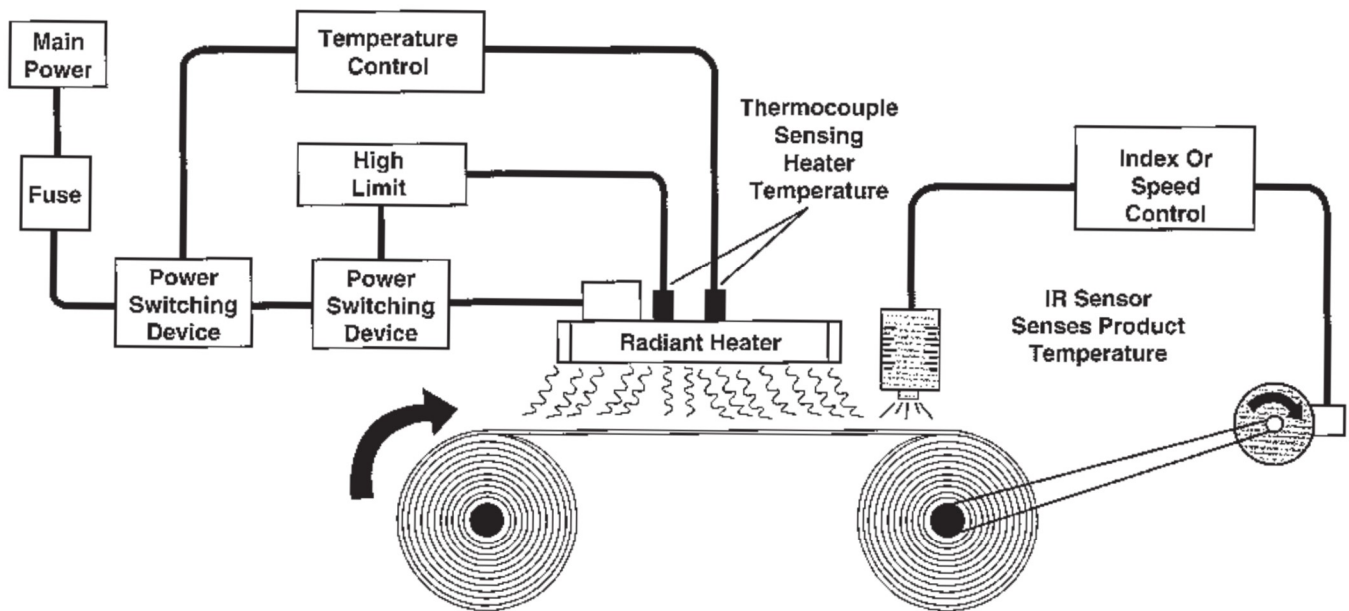 Main
Power
Temperature
Control
Thermocouple
Sensing
Heater
Temperature
High
Limit
Index Or
Speed
Control
Fuse
Power
Switching
Device
Power
Switching
Device
IR Sensor
Senses Product
Temperature
Radiant Heater